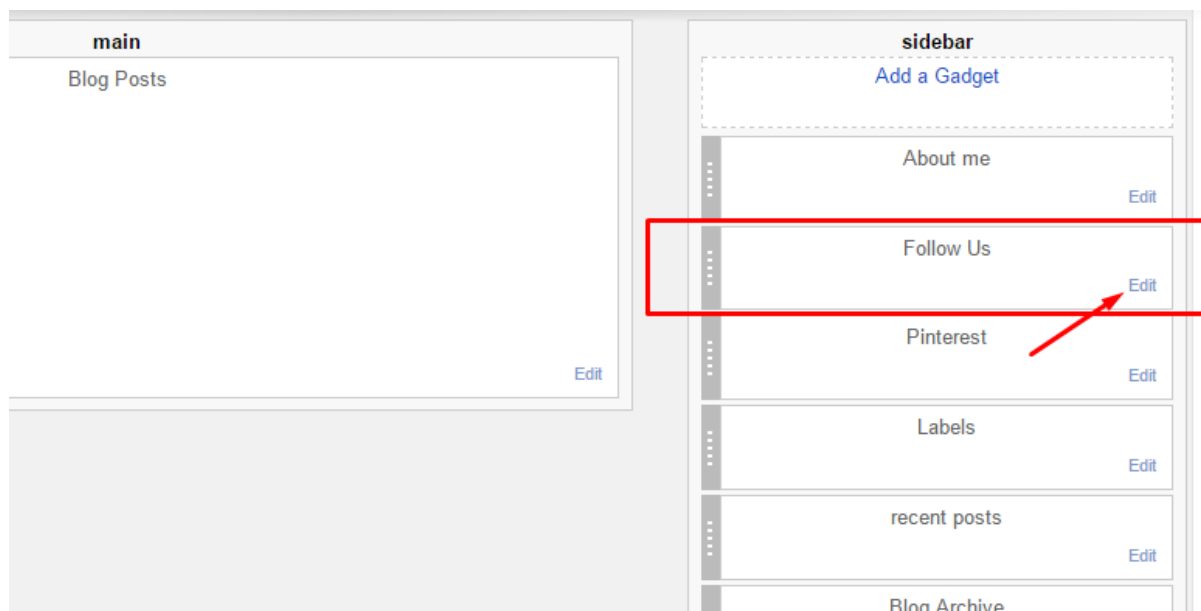 main
Blog Posts
Edit
sidebar
Add a Gadget
About me
Edit
Follow Us
Edit
Pinterest
Edit
Labels
Edit
recent posts
Edit
Blog Archive